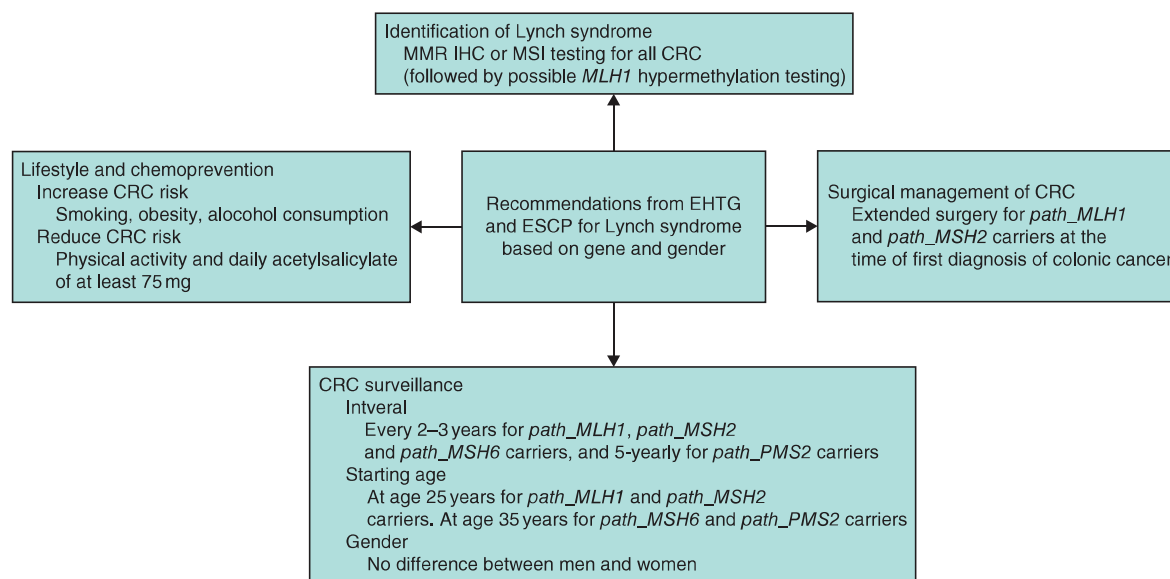 Identification of Lynch syndrome
MMR IHC or MSI testing for all CRC
(followed by possible MLH1 hypermethylation testing)
Lifestyle and chemoprevention
Increase CRC risk
Smoking, obesity, alocohol consumption
Reduce CRC risk
Physical activity and daily acetylsalicylate
of at least 75 mg
Recommendations from EHTG
and ESCP for Lynch syndrome
based on gene and gender
Surgical management of CRC
Extended surgery for path_MLH1
and path_MSH2 carriers at the
time of first diagnosis of colonic cancer
CRC surveillance
Intveral
Every 2–3 years for path_MLH1, path_MSH2
and path_MSH6 carriers, and 5-yearly for path_PMS2 carriers
Starting age
At age 25 years for path_MLH1 and path_MSH2
carriers. At age 35 years for path_MSH6 and path_PMS2 carriers
Gender
No difference between men and women